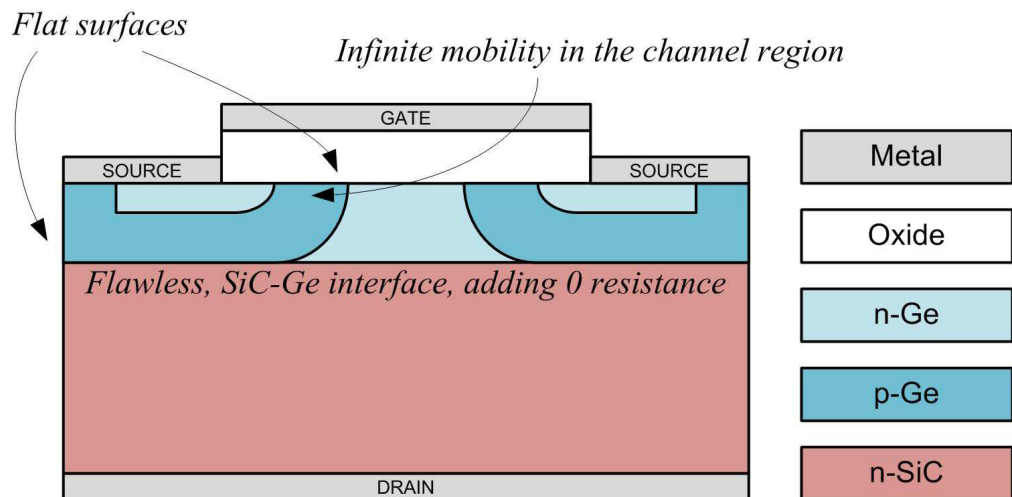 Flat surfaces
Infinite mobility in the channel region
GATE
SOURCE
SOURCE
Flawless, SiC-Ge interface, adding 0 resistance
DRAIN
Metal
Oxide
n-Ge
p-Ge
n-SiC